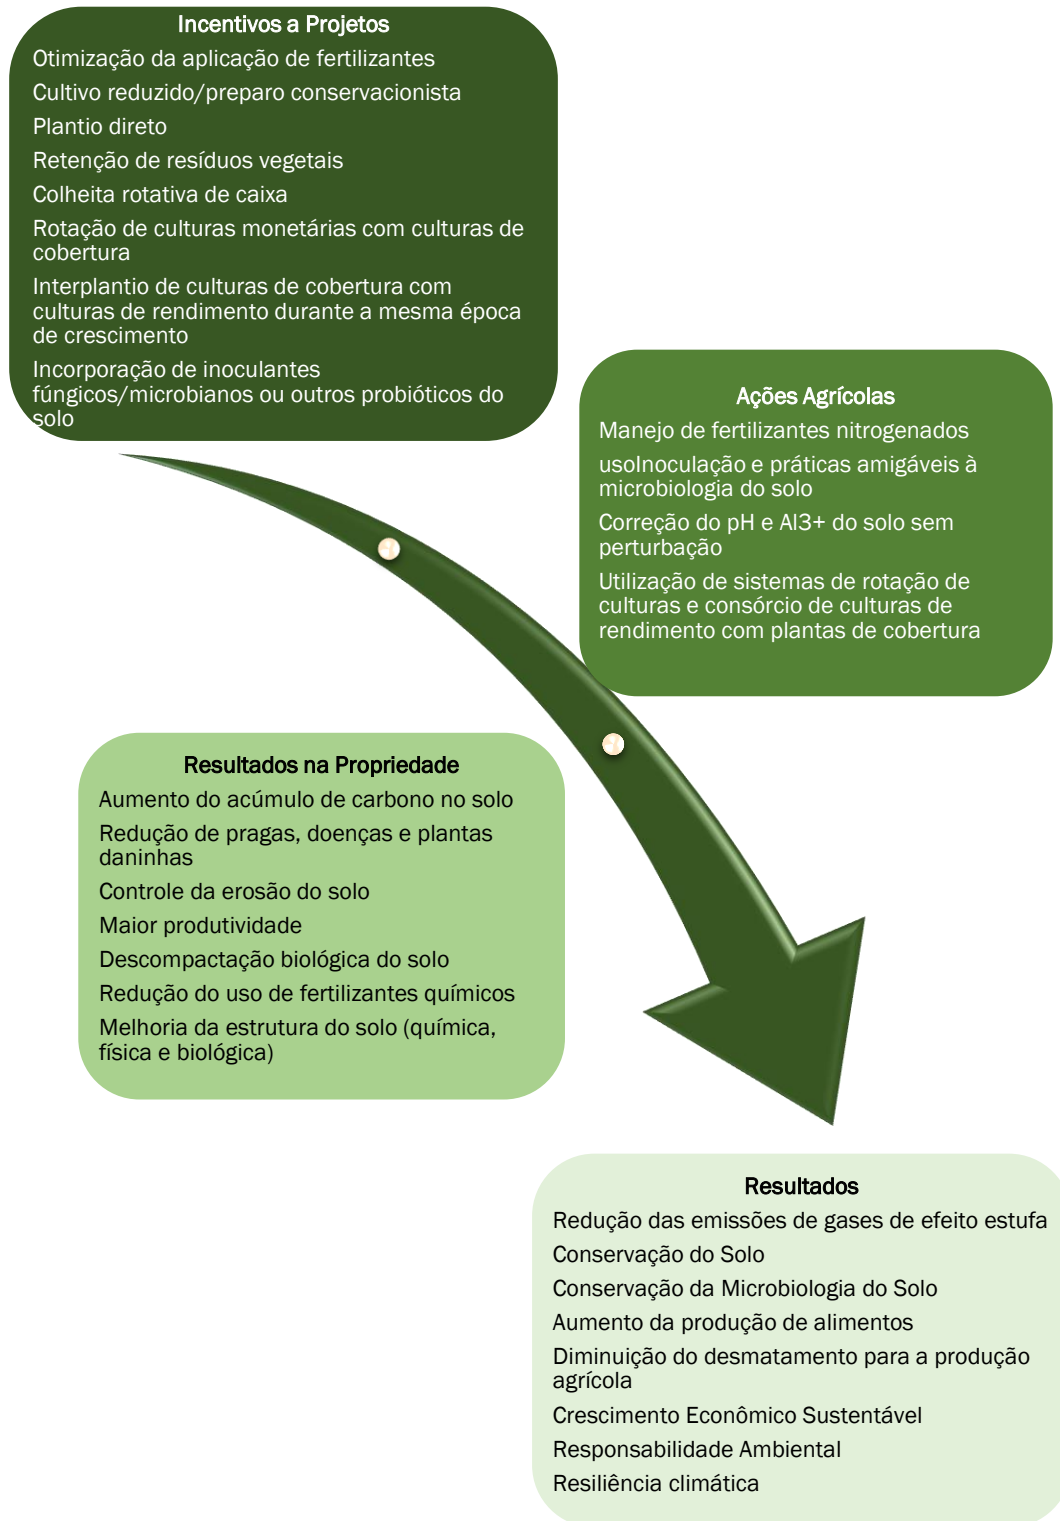 Incentivos a Projetos
Otimização da aplicação de fertilizantes
Cultivo reduzido/preparo conservacionista
Plantio direto
Retenção de resíduos vegetais
Colheita rotativa de caixa
Rotação de culturas monetárias com culturas de
cobertura
Interplantio de culturas de cobertura com
culturas de rendimento durante a mesma época
de crescimento
Incorporação de inoculantes
fúngicos/microbianos ou outros probióticos do
solo
Ações Agrícolas
Manejo de fertilizantes nitrogenados
usoInoculação e práticas amigáveis à
microbiologia do solo
Correção do pH e Al3+ do solo sem
perturbação
Utilização de sistemas de rotação de
culturas e consórcio de culturas de
rendimento com plantas de cobertura
Resultados na Propriedade
Aumento do acúmulo de carbono no solo
Redução de pragas, doenças e plantas
daninhas
Controle da erosão do solo
Maior produtividade
Descompactação biológica do solo
Redução do uso de fertilizantes químicos
Melhoria da estrutura do solo (química,
física e biológica)
Resultados
Redução das emissões de gases de efeito estufa
Conservação do Solo
Conservação da Microbiologia do Solo
Aumento da produção de alimentos
Diminuição do desmatamento para a produção
agrícola
Crescimento Econômico Sustentável
Responsabilidade Ambiental
Resiliência climática